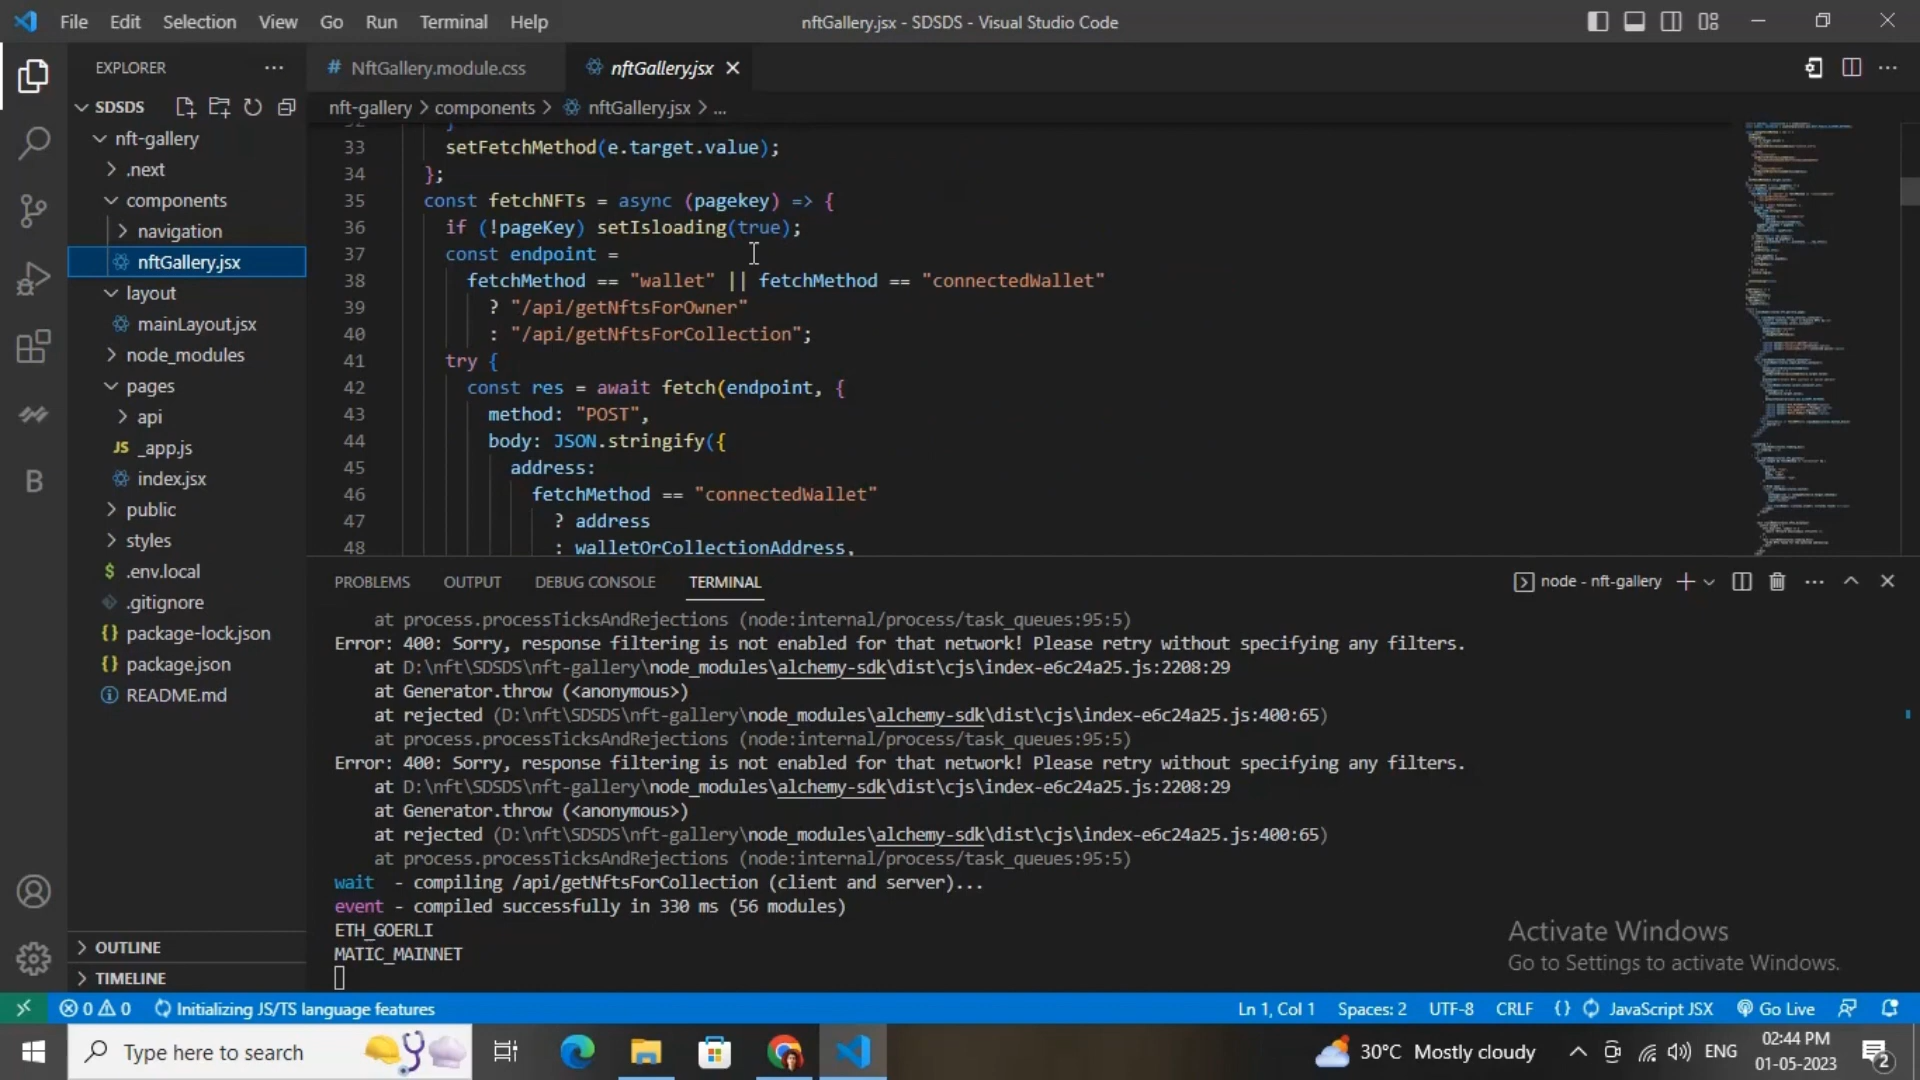 File Edit Selection View Go Run Terminal Help
nftGallery.jsx - SDSDS - Visual Studio Code
EXPLORER
SDSDS
nft-gallery
.next
components
navigation
nftGallery.jsx
layout
mainLayout.jsx
node_modules
pages
api
JS _app.js
index.jsx
public
styles
$ .env.local
.gitignore
{} package-lock.json
{} package.json
README.md
OUTLINE
TIMELINE
# NftGallery.module.css nftGallery.jsx
nft-gallery > components > nftGallery.jsx > ...
33 setFetchMethod(e.target.value);
34 };
35 const fetchNFTs = async (pagekey) => {
36 if (!pageKey) setIsloading(true);
37 const endpoint =
38 fetchMethod == "wallet" || fetchMethod == "connectedWallet"
39 ? "/api/getNftsForOwner"
40 : "/api/getNftsForCollection";
41 try {
42 const res = await fetch(endpoint, {
43 method: "POST",
44 body: JSON.stringify({
45 address:
46 fetchMethod == "connectedWallet"
47 ? address
48 : walletOrCollectionAddress,
PROBLEMS OUTPUT DEBUG CONSOLE TERMINAL
node - nft-gallery
at process.processTicksAndRejections (node:internal/process/task_queues:95:5)
Error: 400: Sorry, response filtering is not enabled for that network! Please retry without specifying any filters.
at D:\nft\SDSDS\nft-gallery\node_modules\alchemy-sdk\dist\cjs\index-e6c24a25.js:2208:29
at Generator.throw (<anonymous>)
at rejected (D:\nft\SDSDS\nft-gallery\node_modules\alchemy-sdk\dist\cjs\index-e6c24a25.js:400:65)
at process.processTicksAndRejections (node:internal/process/task_queues:95:5)
Error: 400: Sorry, response filtering is not enabled for that network! Please retry without specifying any filters.
at D:\nft\SDSDS\nft-gallery\node_modules\alchemy-sdk\dist\cjs\index-e6c24a25.js:2208:29
at Generator.throw (<anonymous>)
at rejected (D:\nft\SDSDS\nft-gallery\node_modules\alchemy-sdk\dist\cjs\index-e6c24a25.js:400:65)
at process.processTicksAndRejections (node:internal/process/task_queues:95:5)
wait - compiling /api/getNftsForCollection (client and server)...
event - compiled successfully in 330 ms (56 modules)
ETH_GOERLI
MATIC_MAINNET
Activate Windows
Go to Settings to activate Windows.
0 0 Initializing JS/TS language features
Ln 1, Col 1 Spaces: 2 UTF-8 CRLF {} JavaScript JSX Go Live
Type here to search
30°C Mostly cloudy
ENG
02:44 PM
01-05-2023
2